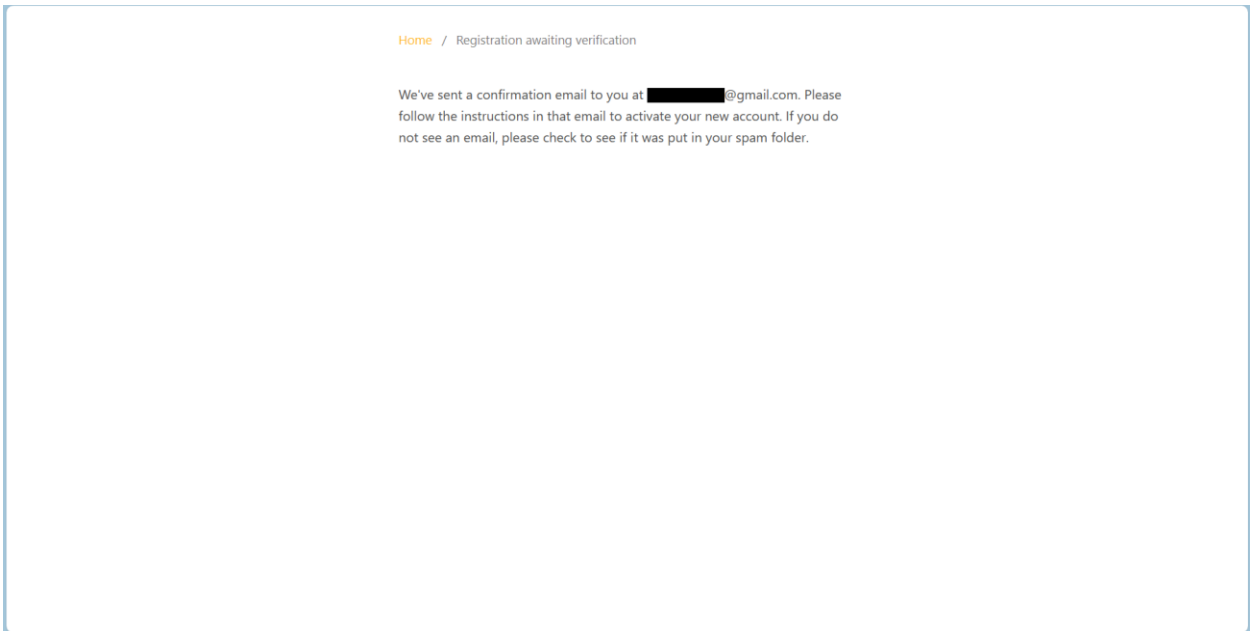 Home / Registration awaiting verification
We've sent a confirmation email to you at @gmail.com. Please
follow the instructions in that email to activate your new account. If you do
not see an email, please check to see if it was put in your spam folder.